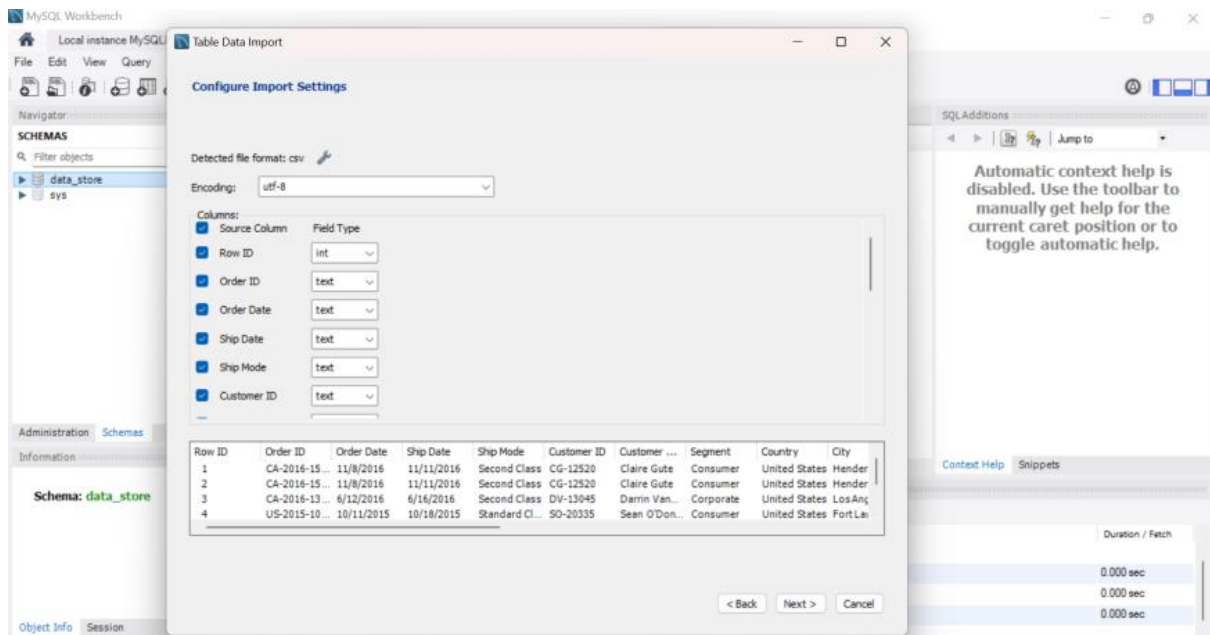 MySQL Workbench
Local instance MySQL
File Edit View Query
Navigator
SCHEMAS
Filter objects
data_store
sys
Administration Schemas
Information
Schema: data_store
Object Info Session
Table Data Import
Configure Import Settings
Detected file format: csv
Encoding: utf-8
Columns:
Source Column Field Type
Row ID int
Order ID text
Order Date text
Ship Date text
Ship Mode text
Customer ID text
Row ID Order ID Order Date Ship Date Ship Mode Customer ID Customer ... Segment Country City
1 CA-2016-15... 11/8/2016 11/11/2016 Second Class CG-12520 Claire Gute Consumer United States Hender
2 CA-2016-15... 11/8/2016 11/11/2016 Second Class CG-12520 Claire Gute Consumer United States Hender
3 CA-2016-13... 6/12/2016 6/16/2016 Second Class DV-13045 Darrin Van... Corporate United States Los Ang
4 US-2015-10... 10/11/2015 10/18/2015 Standard Cl... SO-20335 Sean O'Don... Consumer United States Fort La
< Back Next > Cancel
SQLAdditions
Jump to
Automatic context help is
disabled. Use the toolbar to
manually get help for the
current caret position or to
toggle automatic help.
Context Help Snippets
Duration / Fetch
0.000 sec
0.000 sec
0.000 sec